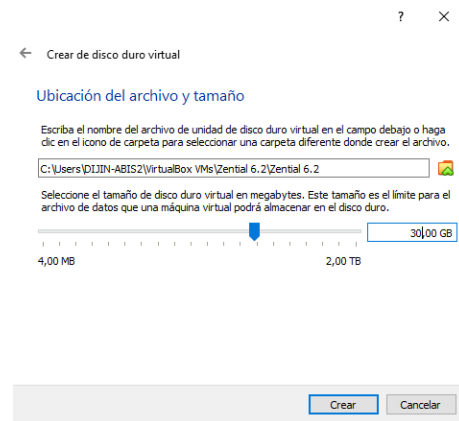 ?
Crear de disco duro virtual
Ubicación del archivo y tamaño
Escriba el nombre del archivo de unidad de disco duro virtual en el campo debajo o haga
clic en el icono de carpeta para seleccionar una carpeta diferente donde crear el archivo.
C:\Users\DIJIN-ABIS2\VirtualBox VMs\Zential 6.2\Zential 6.2
Seleccione el tamaño de disco duro virtual en megabytes. Este tamaño es el límite para el
archivo de datos que una máquina virtual podrá almacenar en el disco duro.
30,00 GB
4,00 MB 2,00 TB
Crear Cancelar